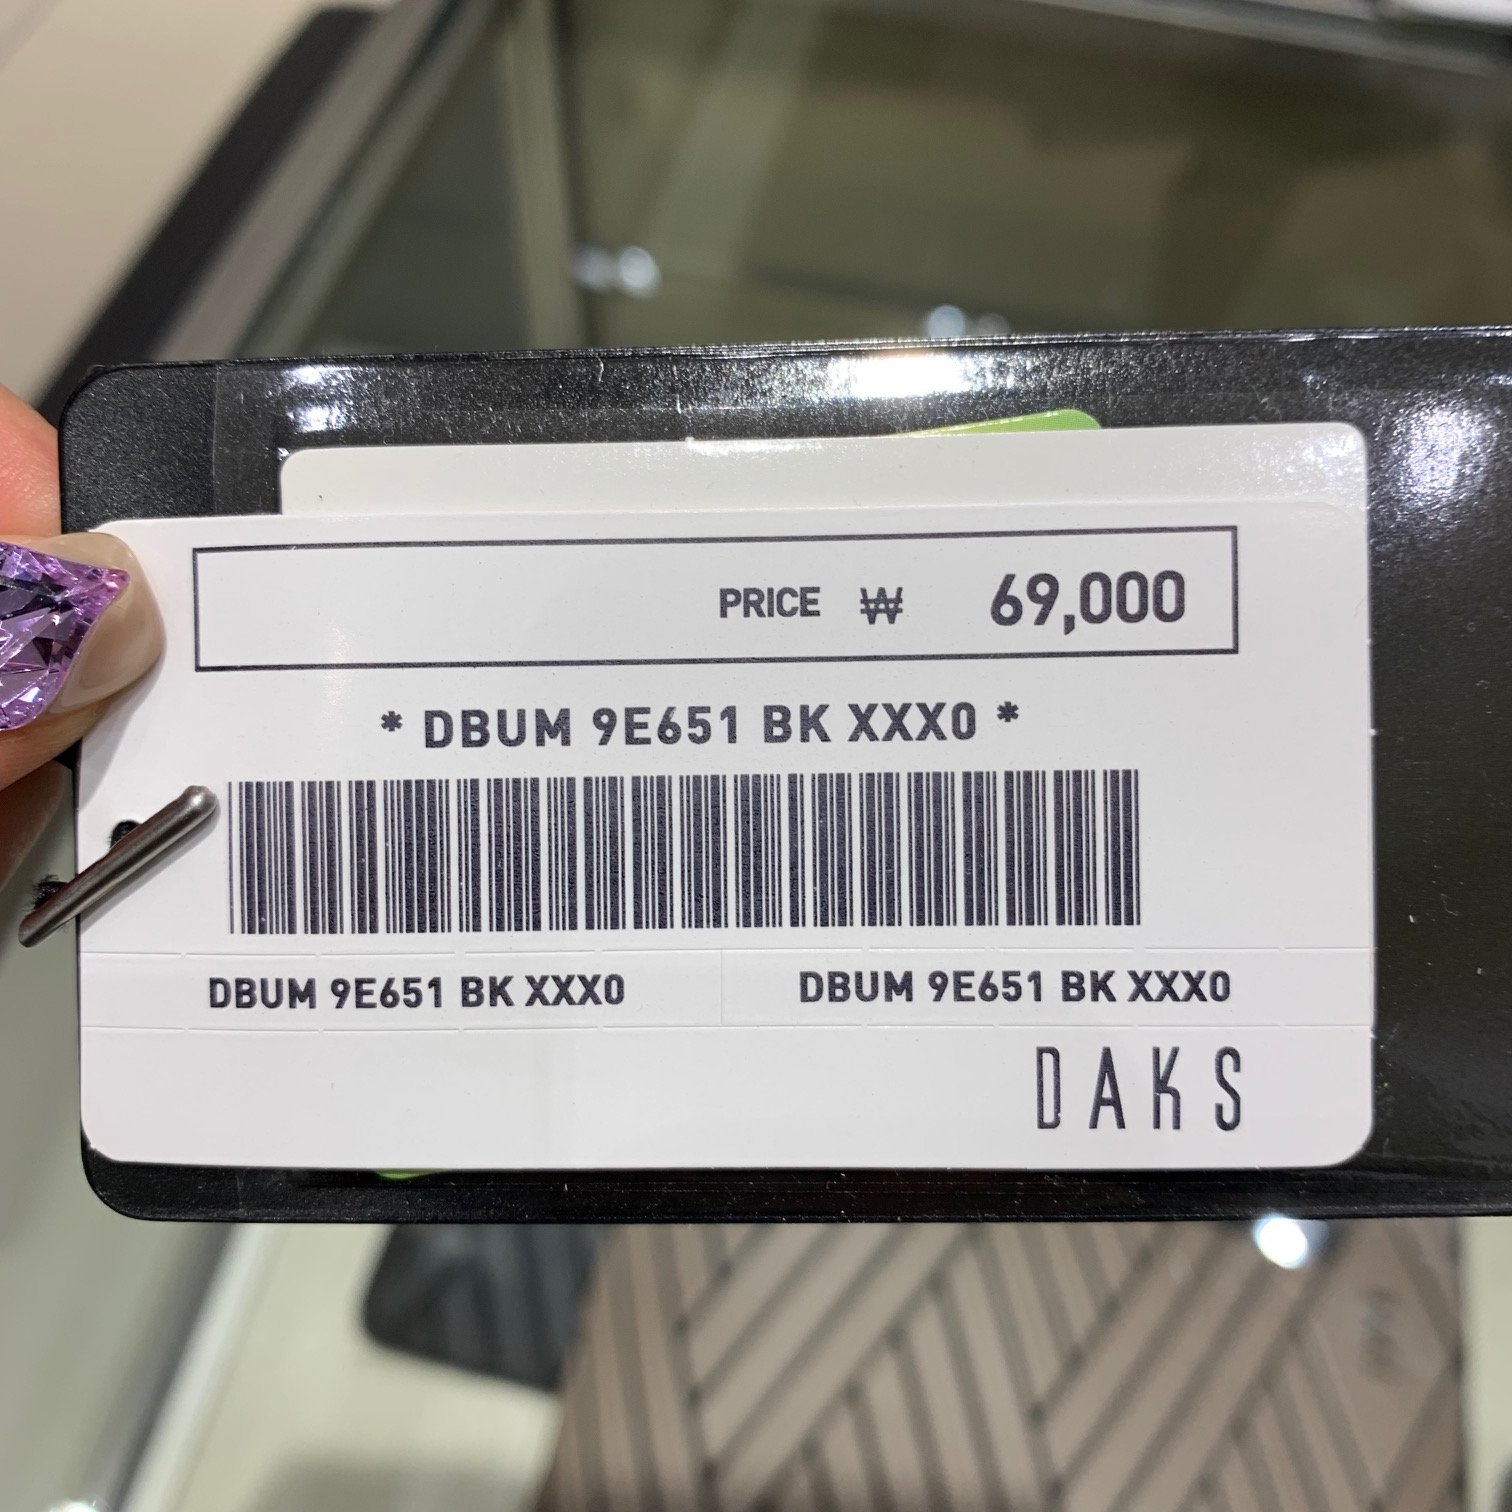 PRICE ₩ 69,000
* DBUM 9E651 BK XXX0 *
DBUM 9E651 BK XXX0 DBUM 9E651 BK XXX0
DAKS